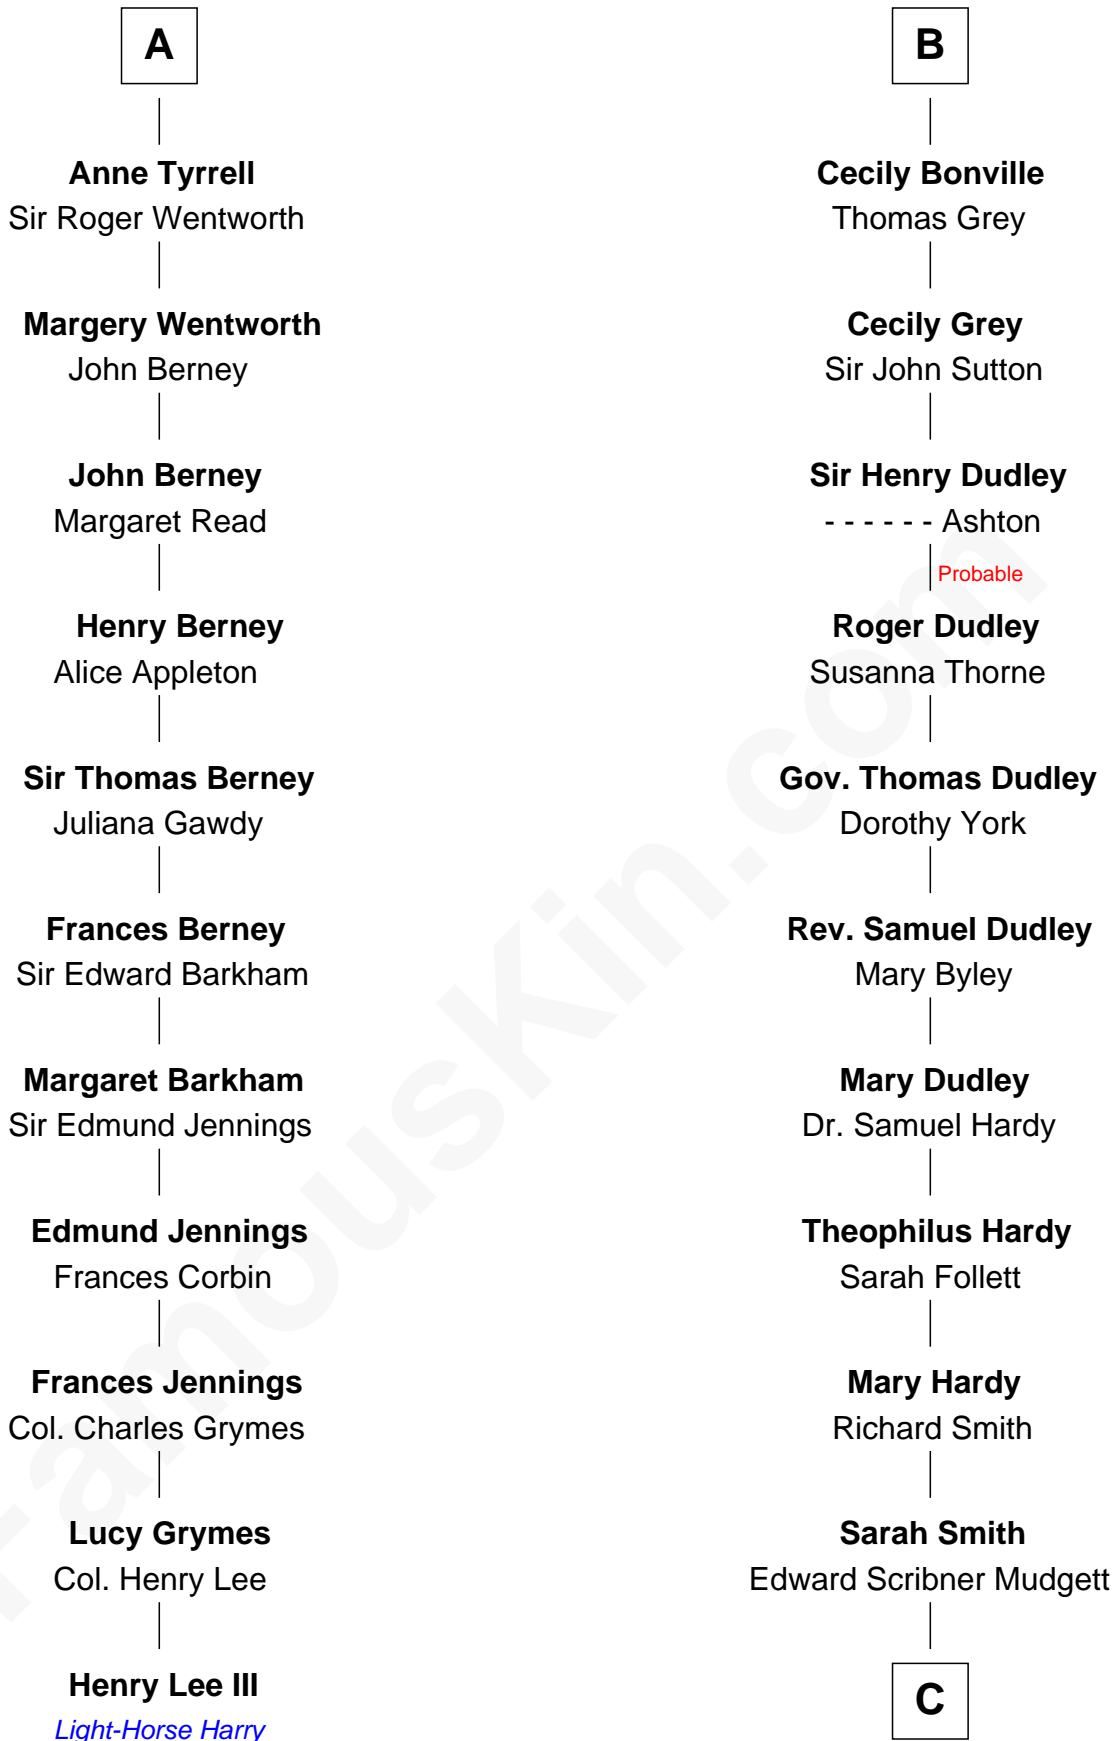 A
Anne Tyrrell
Sir Roger Wentworth
Margery Wentworth
John Berney
John Berney
Margaret Read
Henry Berney
Alice Appleton
Sir Thomas Berney
Juliana Gawdy
Frances Berney
Sir Edward Barkham
Margaret Barkham
Sir Edmund Jennings
Edmund Jennings
Frances Corbin
Frances Jennings
Col. Charles Grymes
Lucy Grymes
Col. Henry Lee
Henry Lee III
Light-Horse Harry
B
Cecily Bonville
Thomas Grey
Cecily Grey
Sir John Sutton
Sir Henry Dudley
- - - - - - Ashton
Probable
Roger Dudley
Susanna Thorne
Gov. Thomas Dudley
Dorothy York
Rev. Samuel Dudley
Mary Byley
Mary Dudley
Dr. Samuel Hardy
Theophilus Hardy
Sarah Follett
Mary Hardy
Richard Smith
Sarah Smith
Edward Scribner Mudgett
C
FamousKin.com